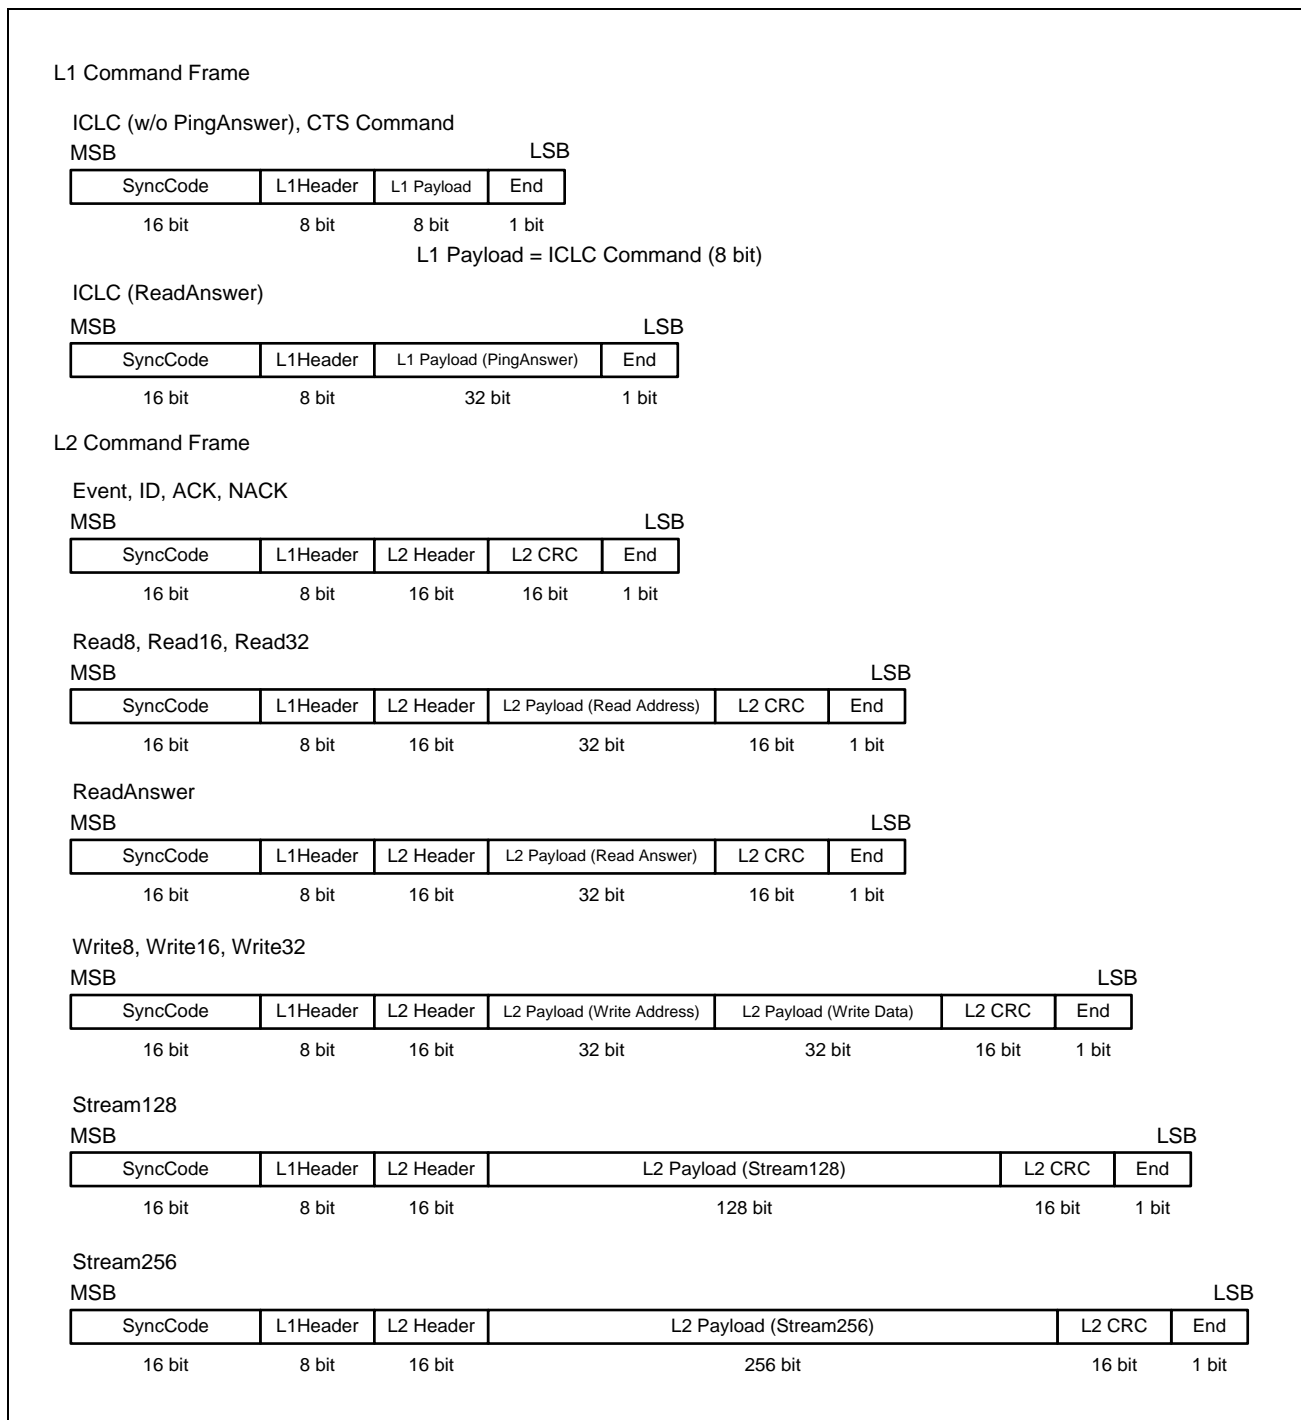 L1 Command Frame
ICLC (w/o PingAnswer), CTS Command
MSB LSB
SyncCode L1Header L1 Payload End
16 bit 8 bit 8 bit 1 bit
L1 Payload = ICLC Command (8 bit)
ICLC (ReadAnswer)
MSB LSB
SyncCode L1Header L1 Payload (PingAnswer) End
16 bit 8 bit 32 bit 1 bit
L2 Command Frame
Event, ID, ACK, NACK
MSB LSB
SyncCode L1Header L2 Header L2 CRC End
16 bit 8 bit 16 bit 16 bit 1 bit
Read8, Read16, Read32
MSB LSB
SyncCode L1Header L2 Header L2 Payload (Read Address) L2 CRC End
16 bit 8 bit 16 bit 32 bit 16 bit 1 bit
ReadAnswer
MSB LSB
SyncCode L1Header L2 Header L2 Payload (Read Answer) L2 CRC End
16 bit 8 bit 16 bit 32 bit 16 bit 1 bit
Write8, Write16, Write32
MSB LSB
SyncCode L1Header L2 Header L2 Payload (Write Address) L2 Payload (Write Data) L2 CRC End
16 bit 8 bit 16 bit 32 bit 32 bit 16 bit 1 bit
Stream128
MSB LSB
SyncCode L1Header L2 Header L2 Payload (Stream128) L2 CRC End
16 bit 8 bit 16 bit 128 bit 16 bit 1 bit
Stream256
MSB LSB
SyncCode L1Header L2 Header L2 Payload (Stream256) L2 CRC End
16 bit 8 bit 16 bit 256 bit 16 bit 1 bit